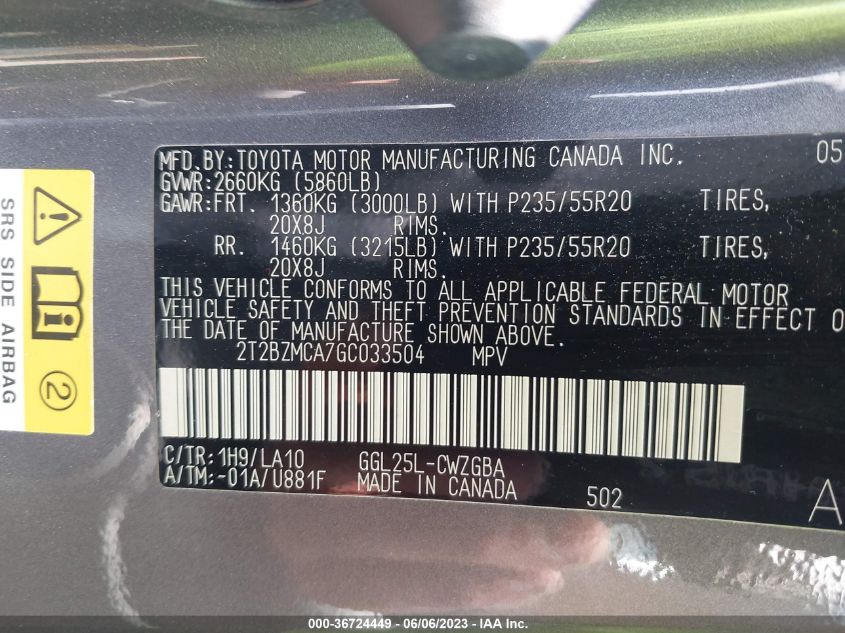 MFD.BY:TOYOTA MOTOR MANUFACTURING CANADA INC. 05
GVWR:2660KG (5860LB)
GAWR:FRT. 1360KG (3000LB) WITH P235/55R20 TIRES,
20X8J RIMS.
RR. 1460KG (3215LB) WITH P235/55R20 TIRES,
20X8J RIMS.
THIS VEHICLE CONFORMS TO ALL APPLICABLE FEDERAL MOTOR
VEHICLE SAFETY AND THEFT PREVENTION STANDARDS IN EFFECT O
THE DATE OF MANUFACTURE SHOWN ABOVE.
2T2BZMCA7GC033504 MPV
C/TR:1H9/LA10 GGL25L-CWZGBA
A/TM:-01A/U881F MADE IN CANADA 502 A
SRS SIDE AIRBAG
2
000-36724449 - 06/06/2023 - IAA Inc.